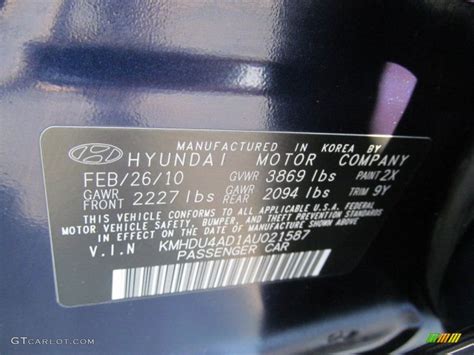 MANUFACTURED IN KOREA BY
HYUNDAI MOTOR COMPANY
FEB/26/10 GVWR 3869 lbs PAINT 2X
GAWR FRONT 2227 lbs GAWR REAR 2094 lbs TRIM 9Y
THIS VEHICLE CONFORMS TO ALL APPLICABLE U.S.A. FEDERAL
MOTOR VEHICLE SAFETY, BUMPER, AND THEFT PREVENTION
STANDARDS IN EFFECT ON THE DATE OF MANUFACTURE SHOWN ABOVE.
V.I.N KMHDU4AD1AU021587
PASSENGER CAR
GTCARLOT.COM